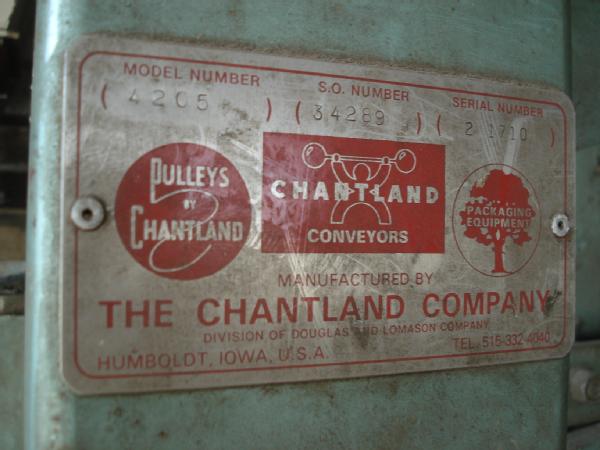 MODEL NUMBER S.O. NUMBER SERIAL NUMBER
( 4205 ) ( 34289 ) ( 2 1710 )
PULLEYS
BY
CHANTLAND
CHANTLAND
CONVEYORS
PACKAGING
EQUIPMENT
MANUFACTURED BY
THE CHANTLAND COMPANY
DIVISION OF DOUGLAS AND LOMASON COMPANY
HUMBOLDT, IOWA, U.S.A. TEL. 515-332-4040